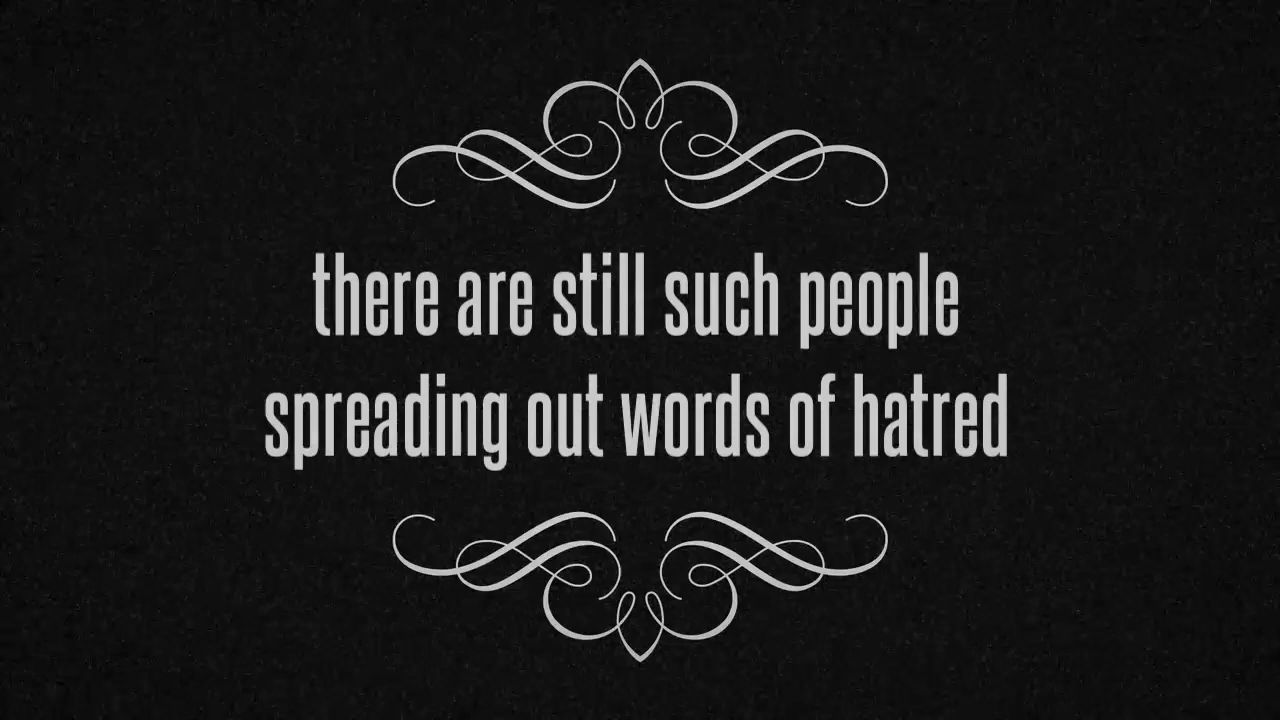 there are still such people
spreading out words of hatred